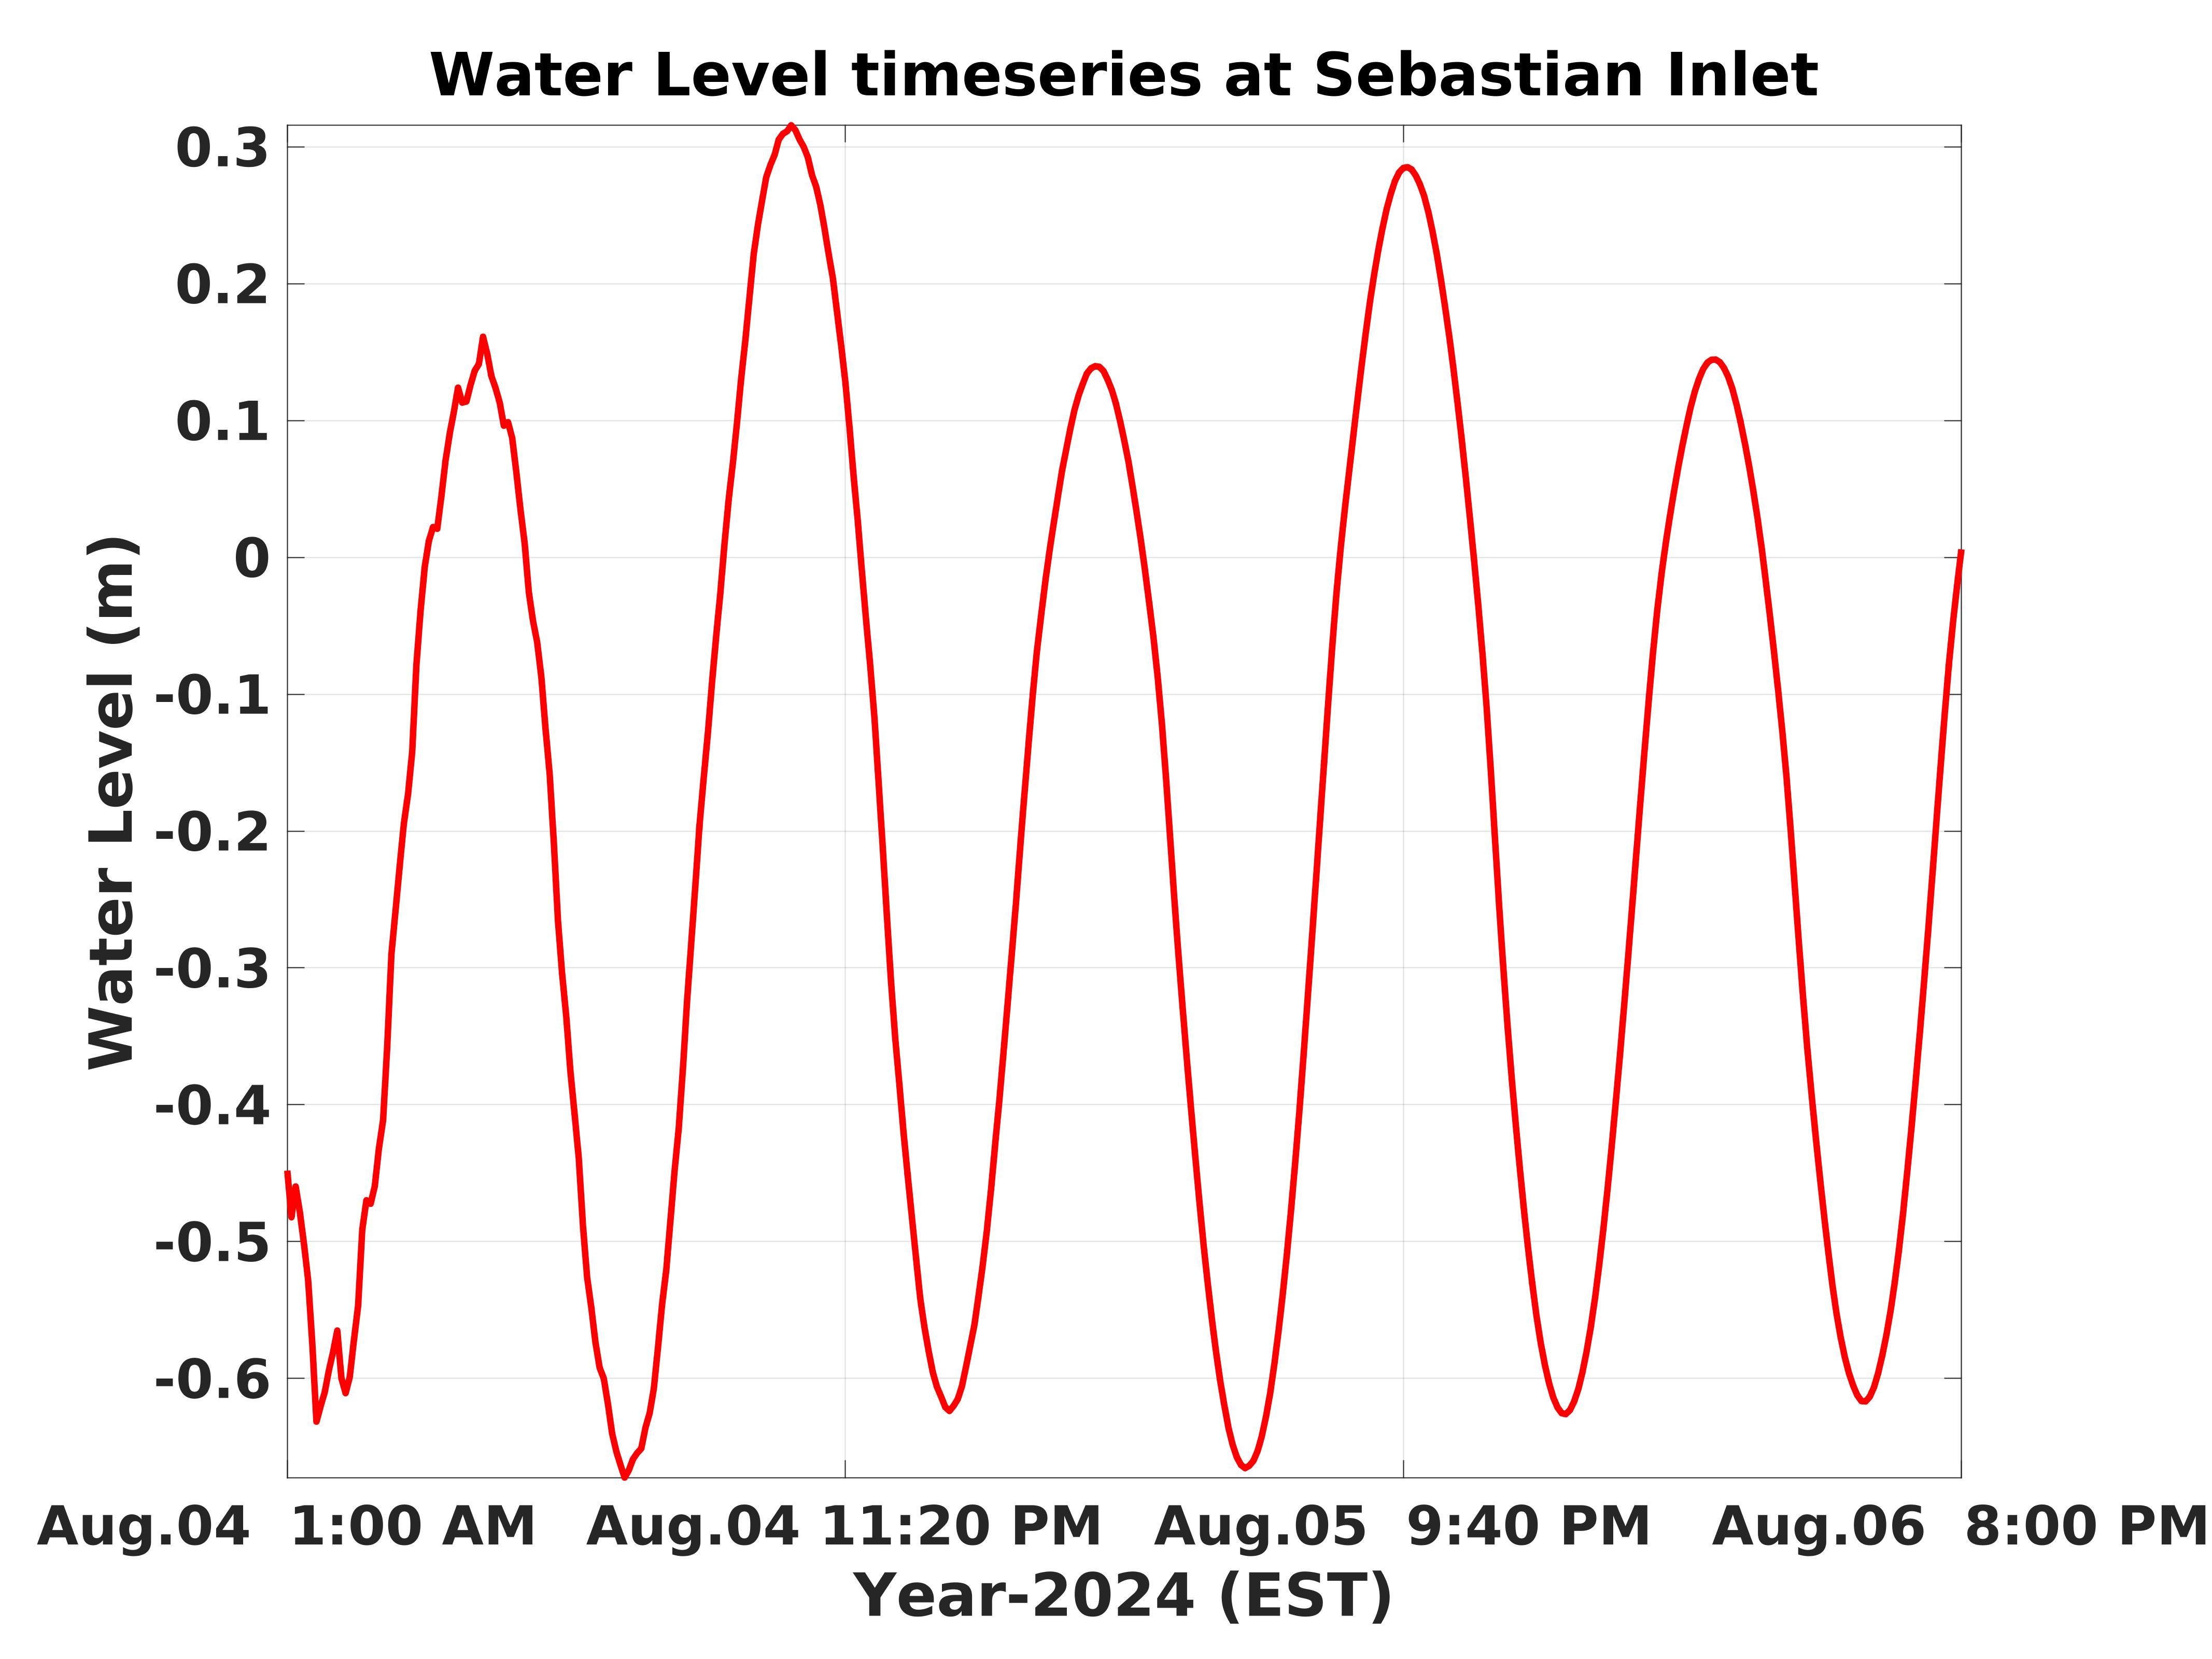 Water Level timeseries at Sebastian Inlet
0.3
0.2
0.1
0
-0.1
-0.2
-0.3
-0.4
-0.5
-0.6
Water Level (m)
Aug.04 1:00 AM Aug.04 11:20 PM Aug.05 9:40 PM Aug.06 8:00 PM
Year-2024 (EST)